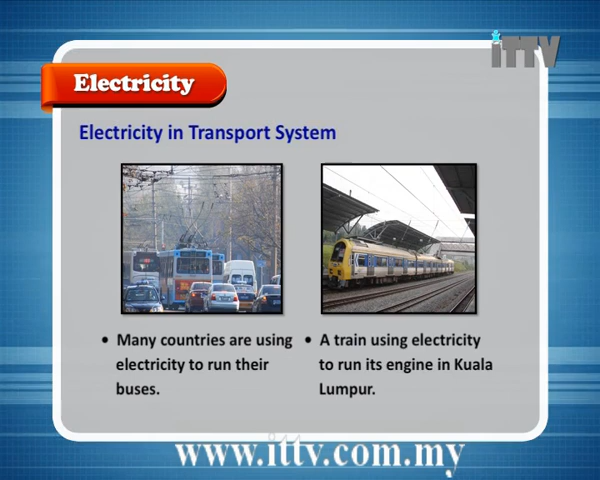 iTTV
Electricity
Electricity in Transport System
• Many countries are using
electricity to run their
buses.
• A train using electricity
to run its engine in Kuala
Lumpur.
www.ittv.com.my